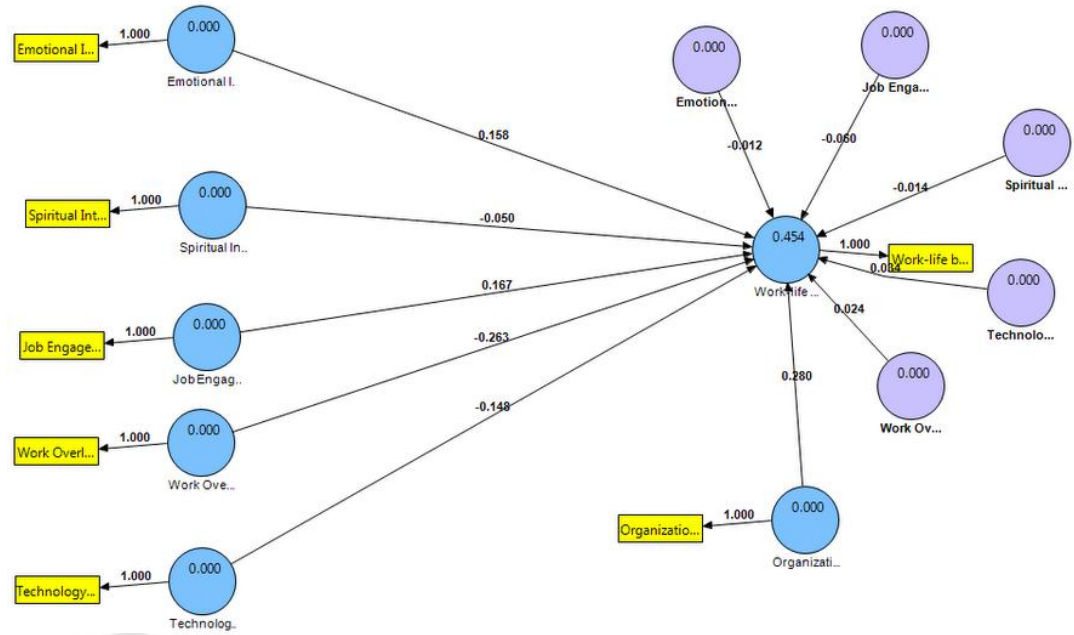 0.000
1.000
Emotional I...
Emotional I.
0.158
0.000
1.000
Spiritual Int...
Spiritual In..
-0.050
0.000
1.000
Job Engage...
Job Engag..
0.167
0.000
1.000
Work Overl...
Work Ove...
-0.263
0.000
1.000
Technology...
Technolog..
-0.148
0.000
Emotion...
-0.012
0.000
Job Enga...
-0.060
0.000
Spiritual ...
-0.014
0.454
Work-life ...
1.000
Work-life b...
0.034
0.000
Technolo...
0.024
0.000
Work Ov...
0.280
0.000
1.000
Organizatio...
Organizati..